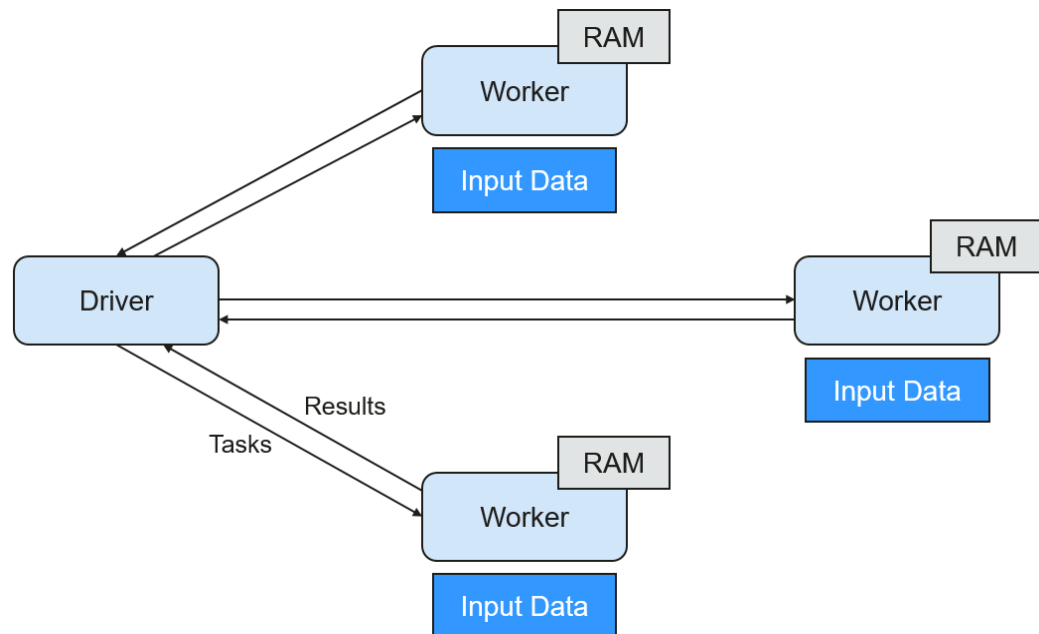 RAM
Worker
Input Data
RAM
Driver
Worker
Input Data
Results
Tasks
RAM
Worker
Input Data